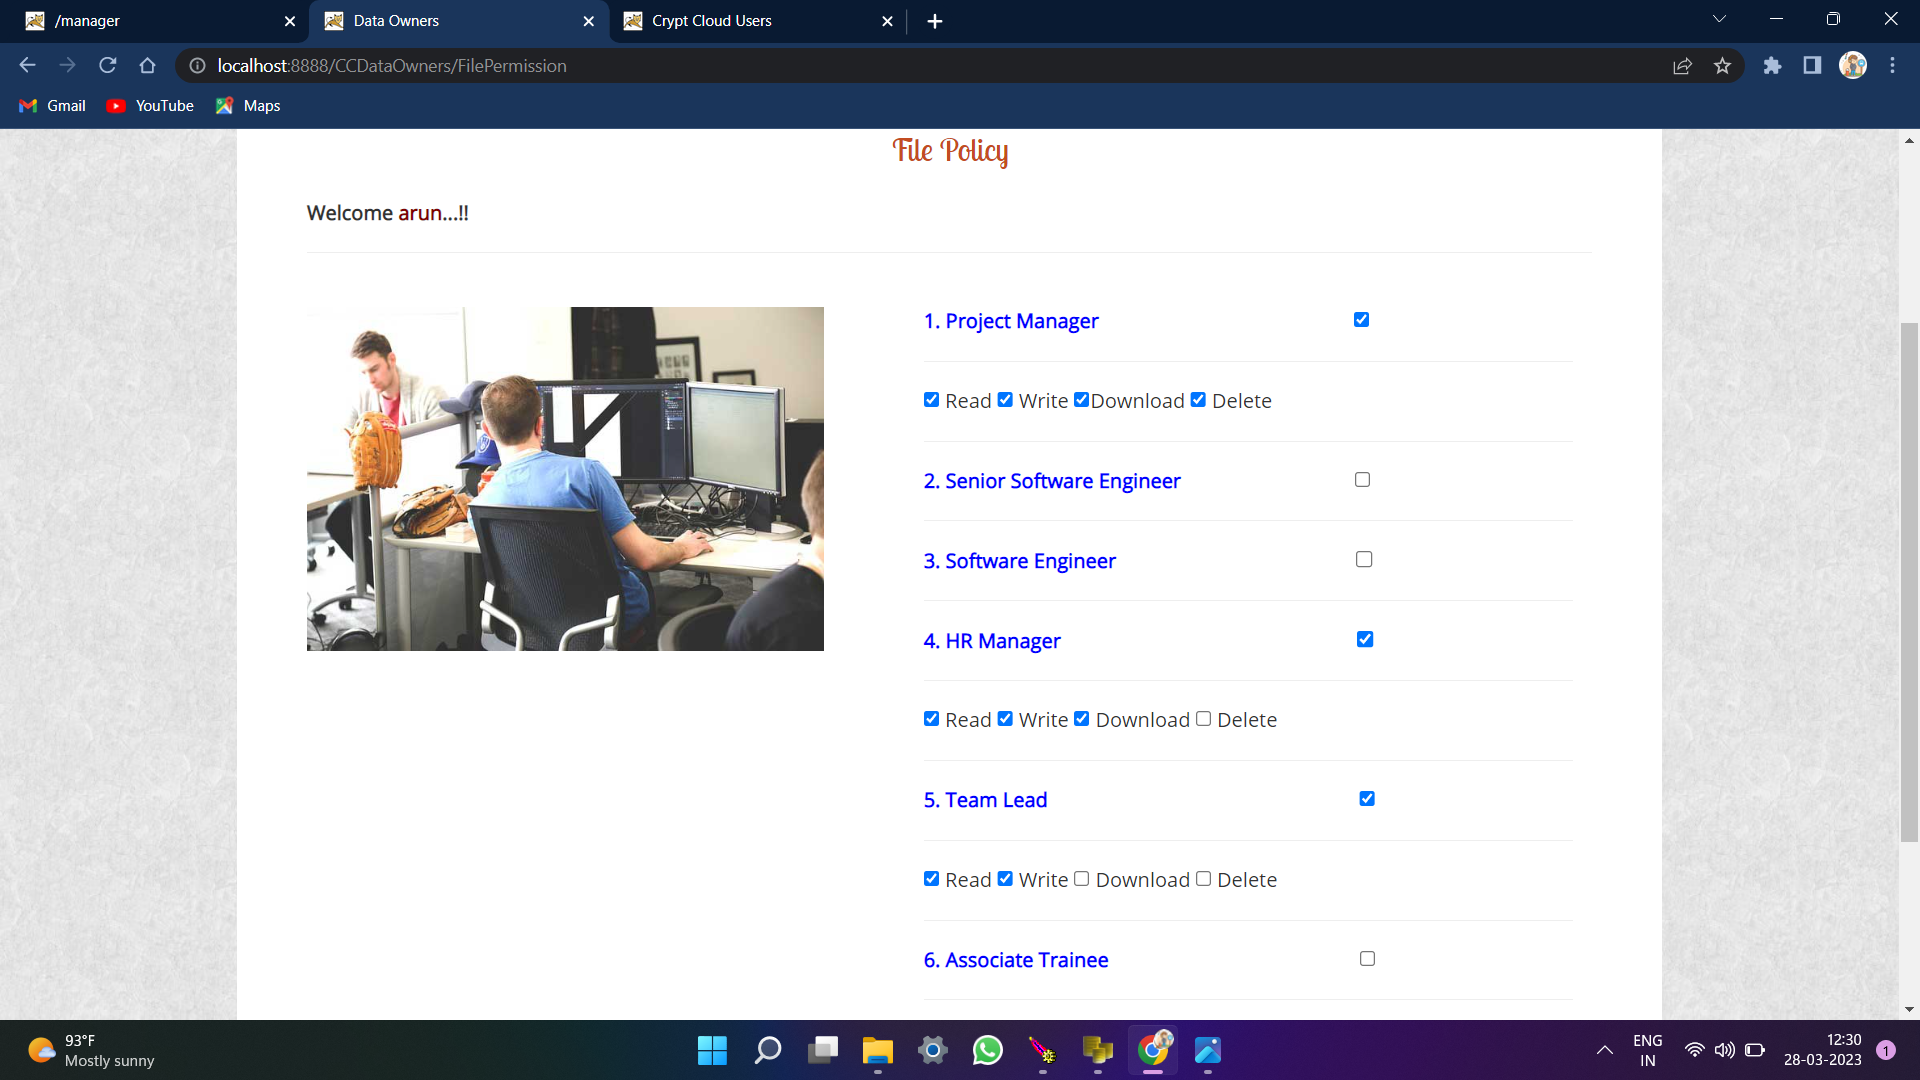 /manager
Data Owners
Crypt Cloud Users
localhost:8888/CCDataOwners/FilePermission
Gmail
YouTube
Maps
File Policy
Welcome arun...!!
1. Project Manager
Read Write Download Delete
2. Senior Software Engineer
3. Software Engineer
4. HR Manager
Read Write Download Delete
5. Team Lead
Read Write Download Delete
6. Associate Trainee
93°F
Mostly sunny
ENG
IN
12:30
28-03-2023
1